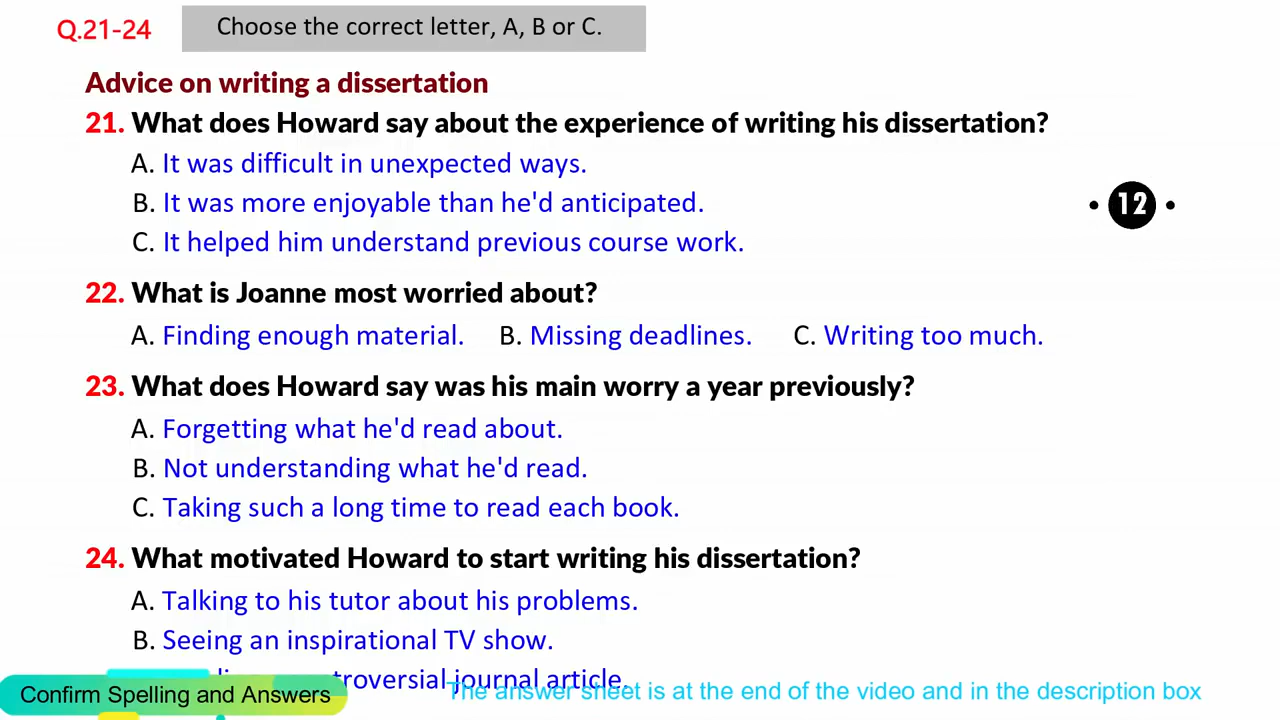 Q.21-24
Choose the correct letter, A, B or C.
Advice on writing a dissertation
21. What does Howard say about the experience of writing his dissertation?
A. It was difficult in unexpected ways.
B. It was more enjoyable than he'd anticipated.
12
C. It helped him understand previous course work.
22. What is Joanne most worried about?
A. Finding enough material. B. Missing deadlines. C. Writing too much.
23. What does Howard say was his main worry a year previously?
A. Forgetting what he'd read about.
B. Not understanding what he'd read.
C. Taking such a long time to read each book.
24. What motivated Howard to start writing his dissertation?
A. Talking to his tutor about his problems.
B. Seeing an inspirational TV show.
journal article.
Confirm Spelling and Answers
The answer sheet is at the end of the video and in the description box